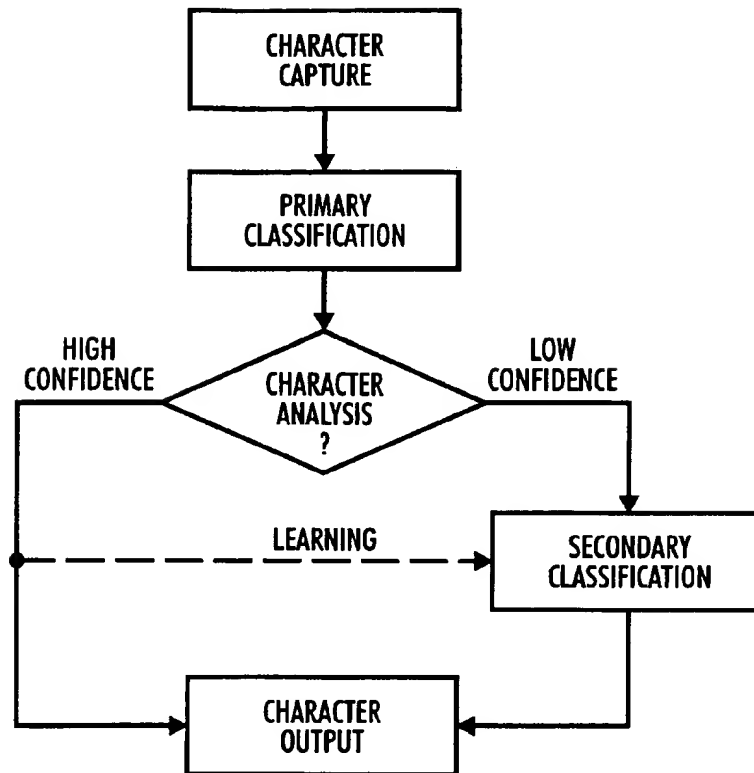 CHARACTER
CAPTURE
PRIMARY
CLASSIFICATION
HIGH
CONFIDENCE
LOW
CONFIDENCE
CHARACTER
ANALYSIS
?
LEARNING
SECONDARY
CLASSIFICATION
CHARACTER
OUTPUT